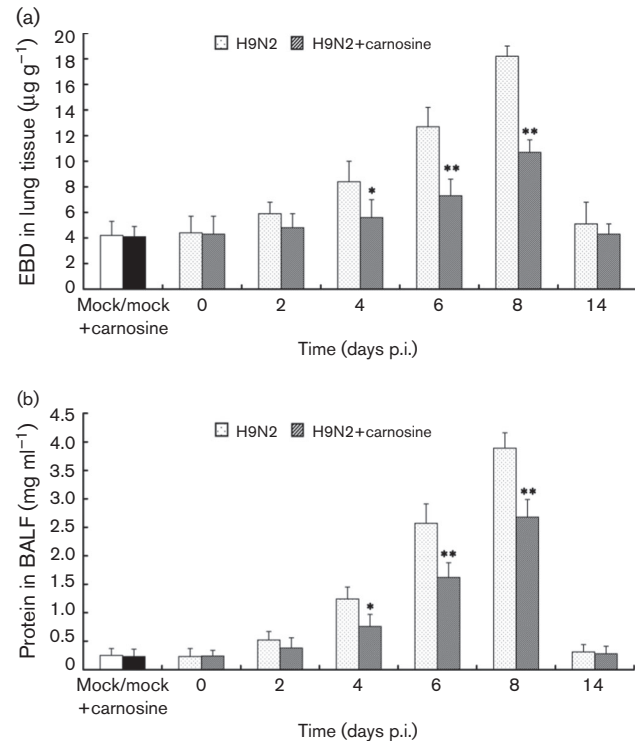 (a)
EBD in lung tissue (µg g⁻¹)
20
18
16
14
12
10
8
6
4
2
0
H9N2 H9N2+carnosine
* ** **
Mock/mock
+carnosine
0 2 4 6 8 14
Time (days p.i.)
(b)
Protein in BALF (mg ml⁻¹)
4.5
4.0
3.5
3.0
2.5
2.0
1.5
1.0
0.5
0
H9N2 H9N2+carnosine
* ** **
Mock/mock
+carnosine
0 2 4 6 8 14
Time (days p.i.)